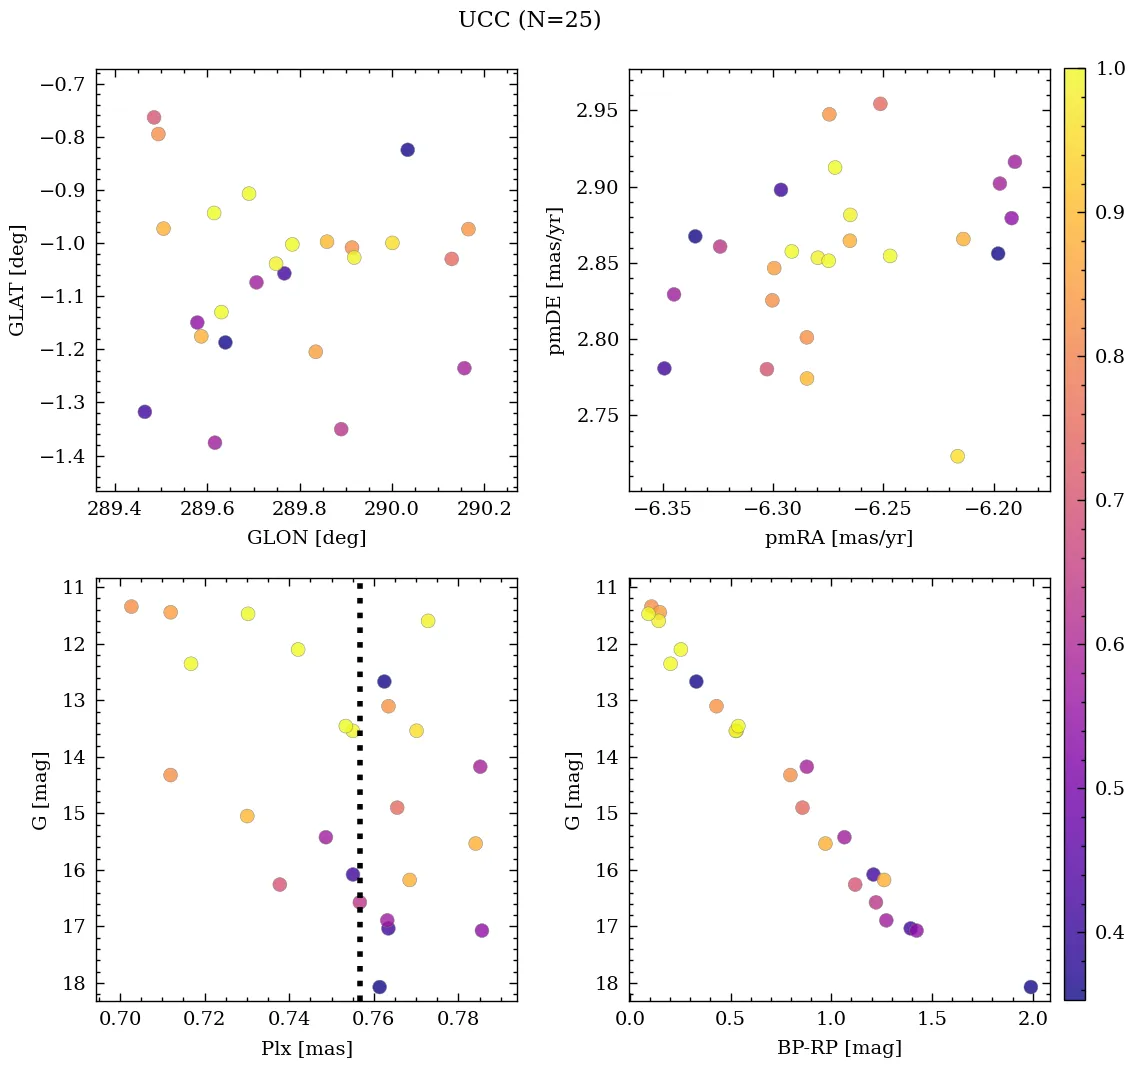 UCC (N=25)
−0.7
−0.8
−0.9
−1.0
−1.1
−1.2
−1.3
−1.4
GLAT [deg]
289.4 289.6 289.8 290.0 290.2
GLON [deg]
2.95
2.90
2.85
2.80
2.75
pmDE [mas/yr]
−6.35 −6.30 −6.25 −6.20
pmRA [mas/yr]
11
12
13
14
15
16
17
18
G [mag]
0.70 0.72 0.74 0.76 0.78
Plx [mas]
11
12
13
14
15
16
17
18
G [mag]
0.0 0.5 1.0 1.5 2.0
BP-RP [mag]
1.0
0.9
0.8
0.7
0.6
0.5
0.4